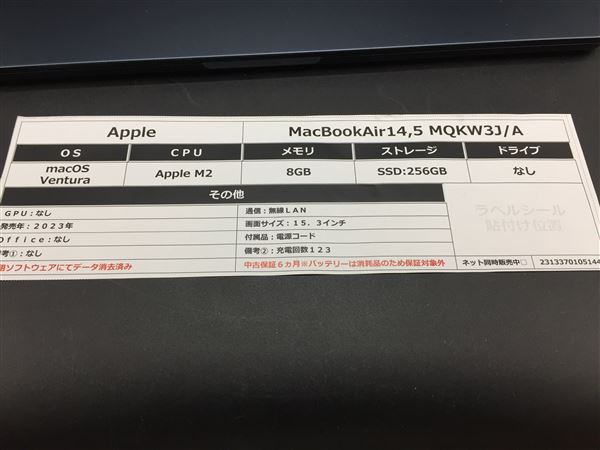 Apple MacBookAir14,5 MQKW3J/A
OS CPU メモリ ストレージ ドライブ
macOS Ventura Apple M2 8GB SSD:256GB なし
その他
GPU:なし 通信:無線LAN
発売年:2023年 画面サイズ:15.3インチ
Office:なし 付属品:電源コード
備考①:なし 備考②:充電回数123
用ソフトウェアにてデータ消去済み 中古保証6ヵ月※バッテリーは消耗品のため保証対象外
ラベルシール
貼付け位置
ネット同時販売中□ 2313370105144